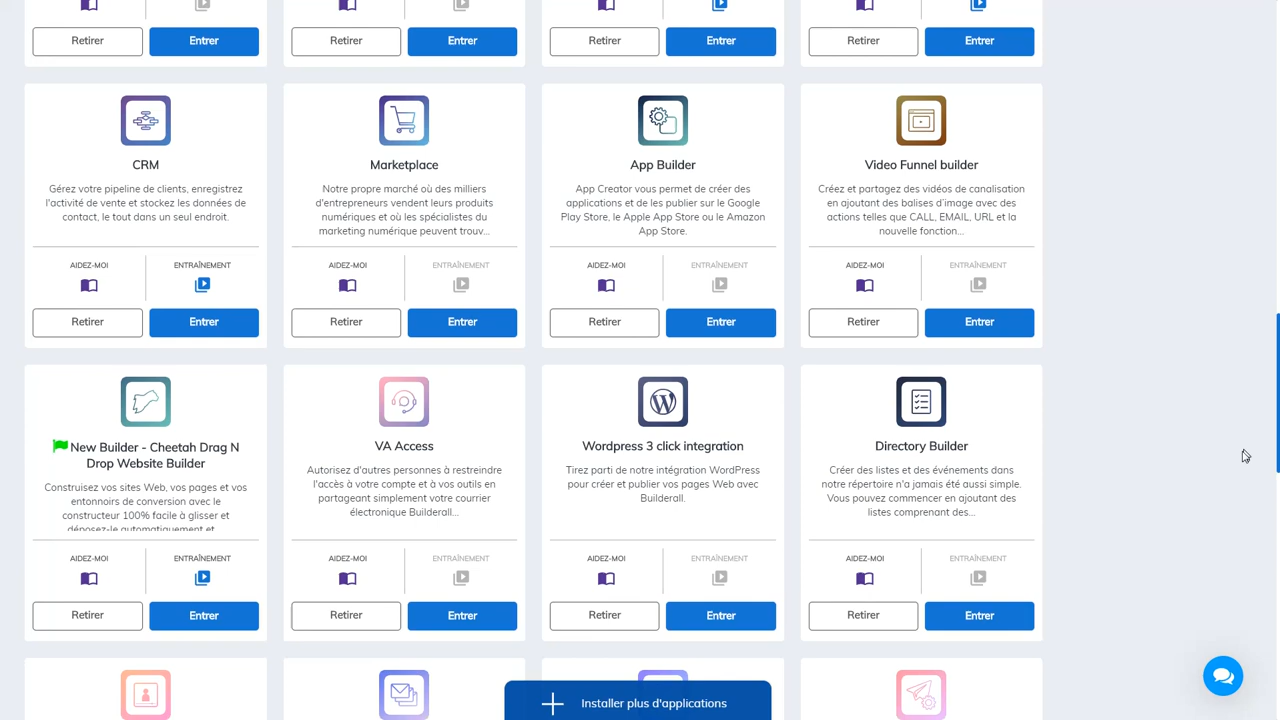 Retirer Entrer Retirer Entrer Retirer Entrer Retirer Entrer
CRM
Gérez votre pipeline de clients, enregistrez
l'activité de vente et stockez les données de
contact, le tout dans un seul endroit.
AIDEZ-MOI ENTRAÎNEMENT
Retirer Entrer
Marketplace
Notre propre marché où des milliers
d'entrepreneurs vendent leurs produits
numériques et où les spécialistes du
marketing numérique peuvent trouv...
AIDEZ-MOI ENTRAÎNEMENT
Retirer Entrer
App Builder
App Creator vous permet de créer des
applications et de les publier sur le Google
Play Store, le Apple App Store ou le Amazon
App Store.
AIDEZ-MOI ENTRAÎNEMENT
Retirer Entrer
Video Funnel builder
Créez et partagez des vidéos de canalisation
en ajoutant des balises d'image avec des
actions telles que CALL, EMAIL, URL et la
nouvelle fonction...
AIDEZ-MOI ENTRAÎNEMENT
Retirer Entrer
New Builder - Cheetah Drag N
Drop Website Builder
Construisez vos sites Web, vos pages et vos
entonnoirs de conversion avec le
constructeur 100% facile à glisser et
déposez-le automatiquement et
AIDEZ-MOI ENTRAÎNEMENT
Retirer Entrer
VA Access
Autorisez d'autres personnes à restreindre
l'accès à votre compte et à vos outils en
partageant simplement votre courrier
électronique Builderall...
AIDEZ-MOI ENTRAÎNEMENT
Retirer Entrer
Wordpress 3 click integration
Tirez parti de notre intégration WordPress
pour créer et publier vos pages Web avec
Builderall.
AIDEZ-MOI ENTRAÎNEMENT
Retirer Entrer
Directory Builder
Créer des listes et des événements dans
notre répertoire n'a jamais été aussi simple.
Vous pouvez commencer en ajoutant des
listes comprenant des...
AIDEZ-MOI ENTRAÎNEMENT
Retirer Entrer
Installer plus d'applications